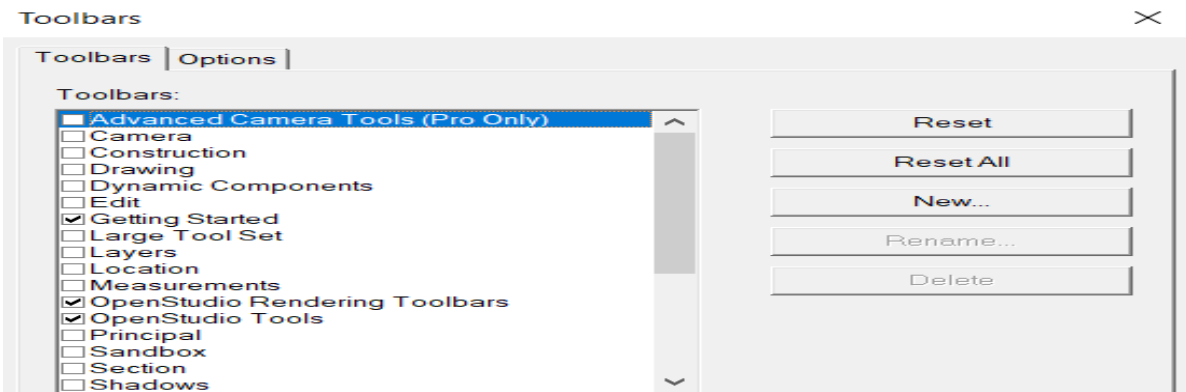 Toolbars
Toolbars
Options
Toolbars:
Advanced Camera Tools (Pro Only)
Camera
Construction
Drawing
Dynamic Components
Edit
Getting Started
Large Tool Set
Layers
Location
Measurements
OpenStudio Rendering Toolbars
OpenStudio Tools
Principal
Sandbox
Section
Shadows
Reset
Reset All
New...
Rename...
Delete